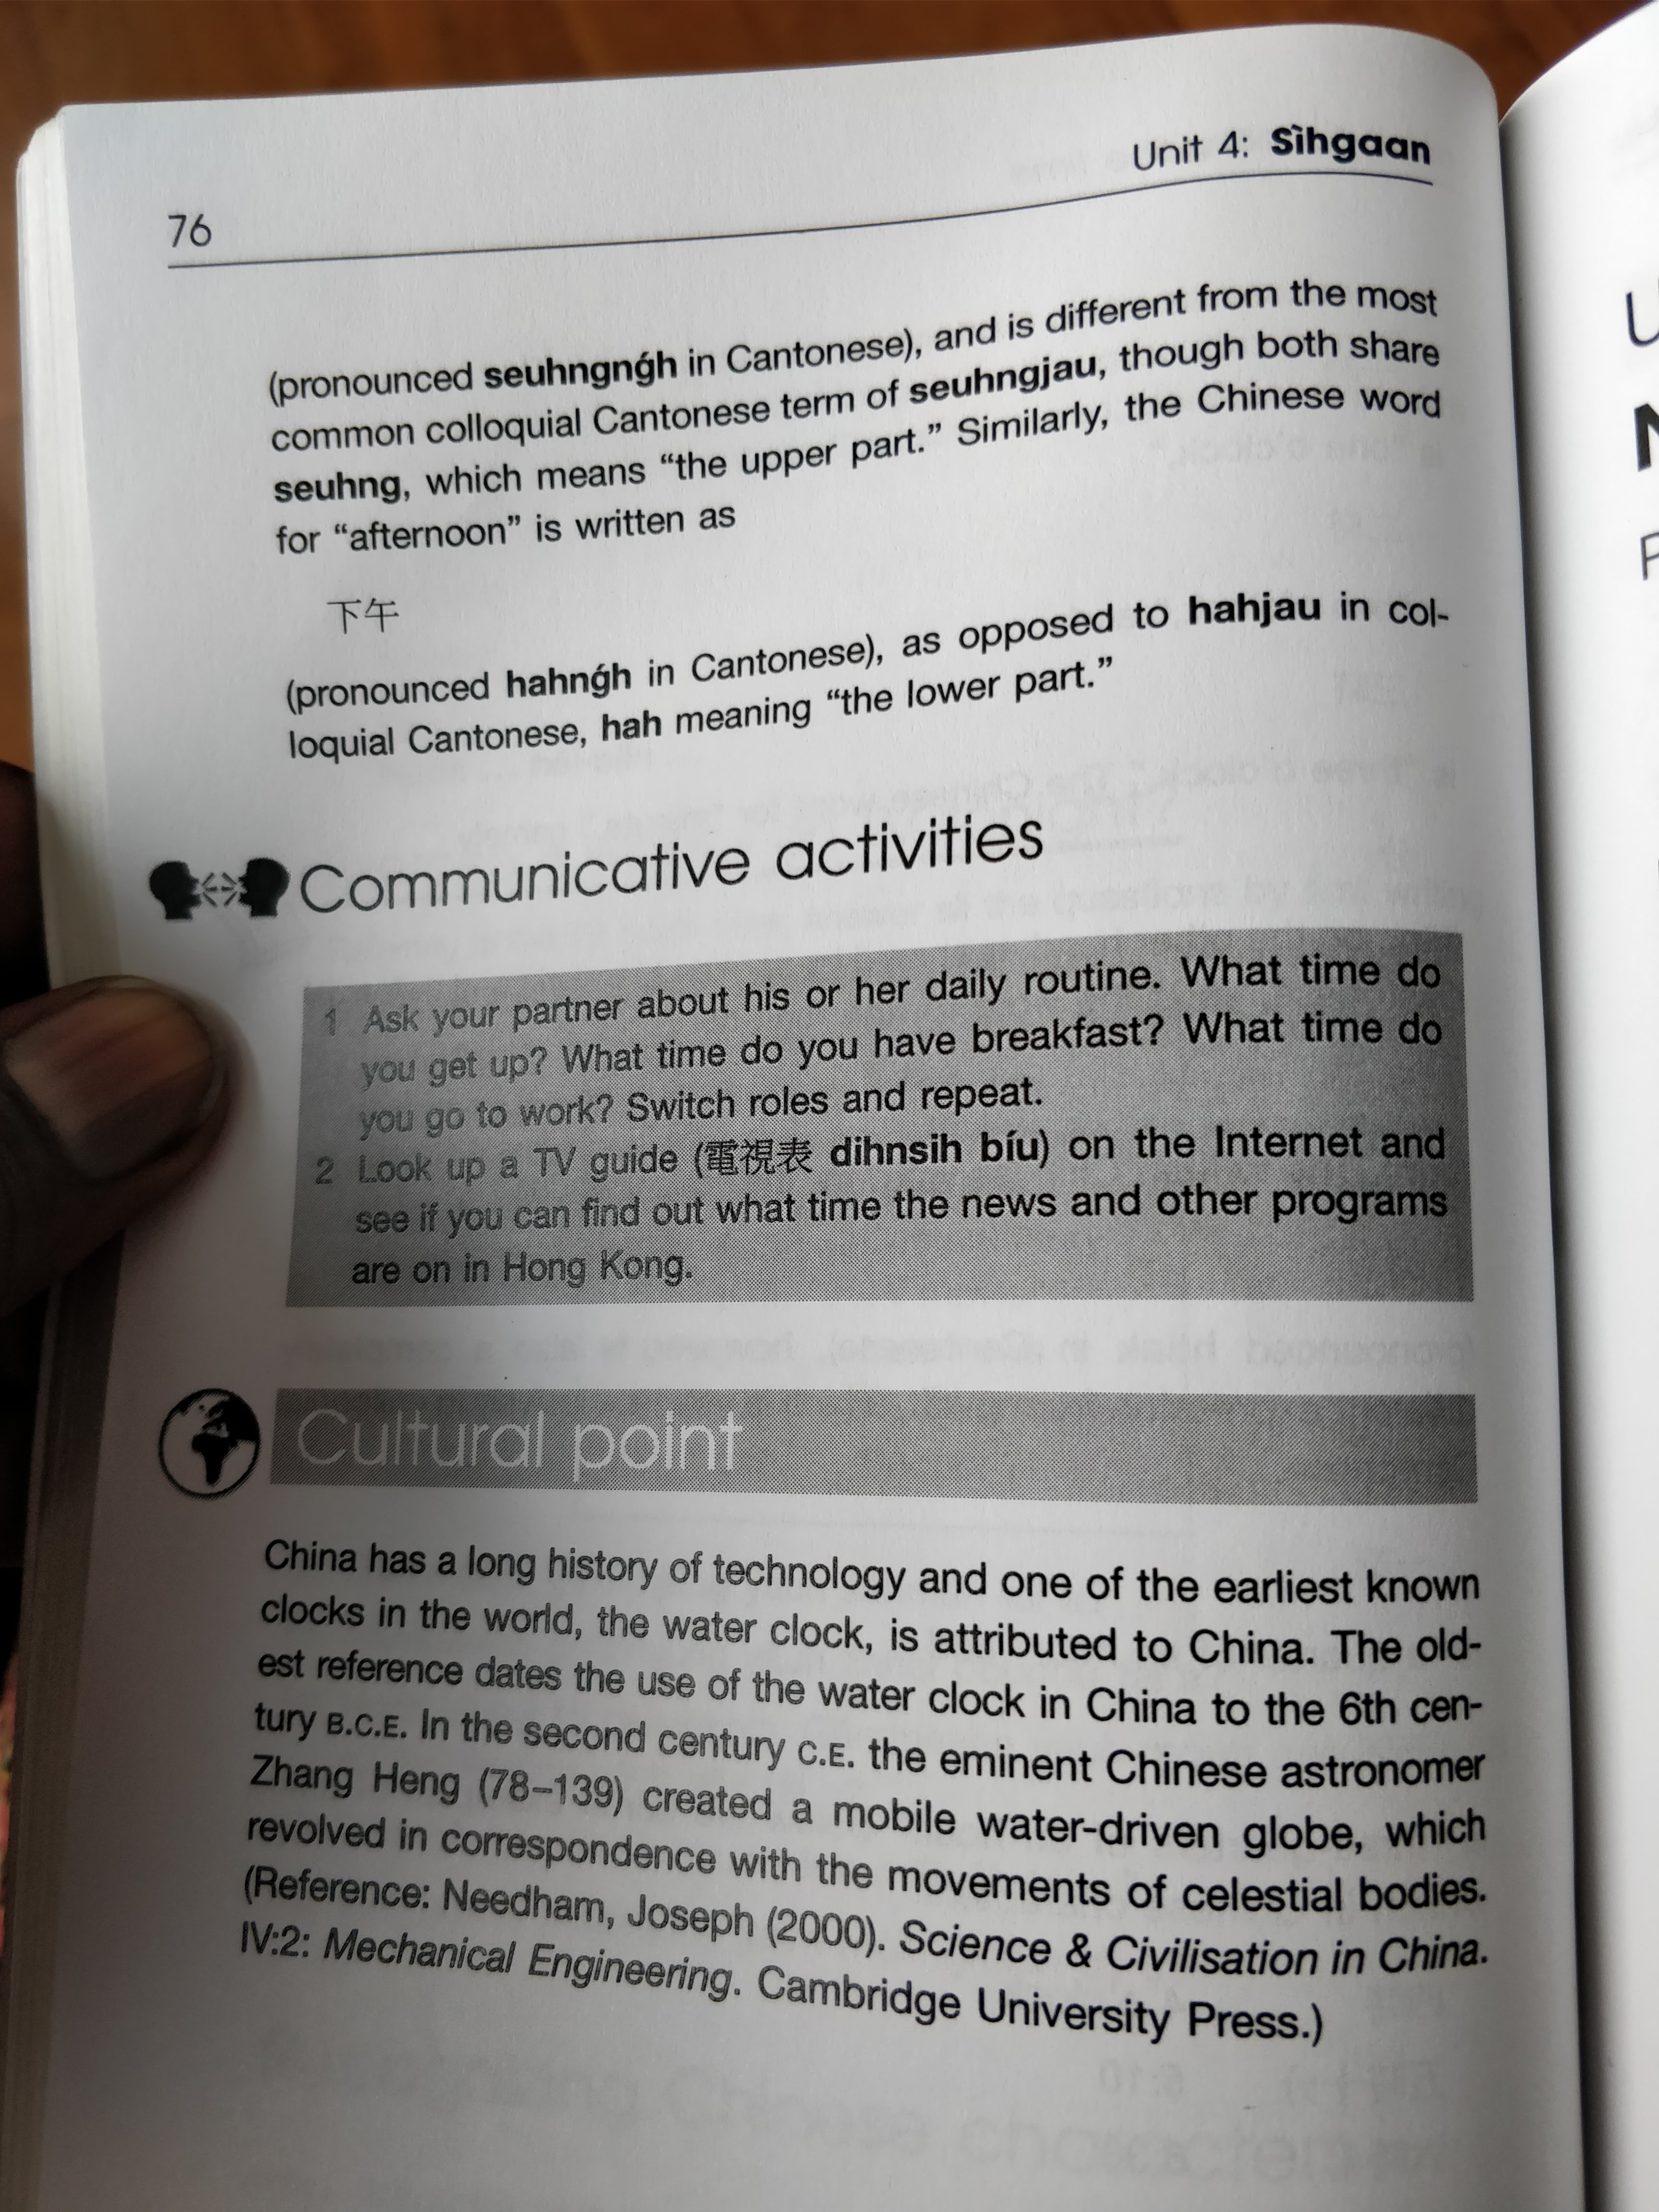 Unit 4: Sìhgaan
76
(pronounced seuhngnǵh in Cantonese), and is different from the most
common colloquial Cantonese term of seuhngjau, though both share
seuhng, which means “the upper part.” Similarly, the Chinese word
for “afternoon” is written as
下午
(pronounced hahnǵh in Cantonese), as opposed to hahjau in col-
loquial Cantonese, hah meaning “the lower part.”
Communicative activities
1 Ask your partner about his or her daily routine. What time do
you get up? What time do you have breakfast? What time do
you go to work? Switch roles and repeat.
2 Look up a TV guide (電視表 dihnsih bíu) on the Internet and
see if you can find out what time the news and other programs
are on in Hong Kong.
Cultural point
China has a long history of technology and one of the earliest known
clocks in the world, the water clock, is attributed to China. The old-
est reference dates the use of the water clock in China to the 6th cen-
tury B.C.E. In the second century C.E. the eminent Chinese astronomer
Zhang Heng (78–139) created a mobile water-driven globe, which
revolved in correspondence with the movements of celestial bodies.
(Reference: Needham, Joseph (2000). Science & Civilisation in China.
IV:2: Mechanical Engineering. Cambridge University Press.)